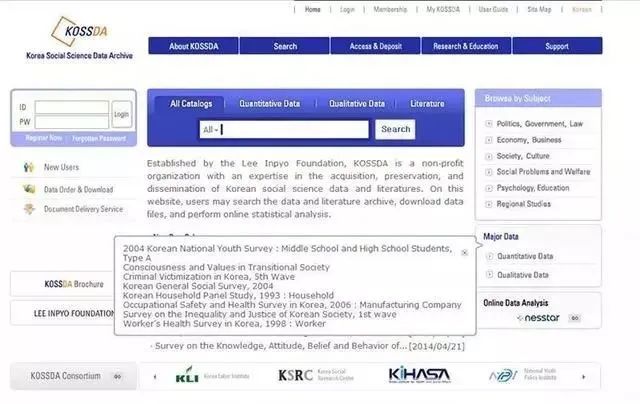 Home | Login | Membership | My KOSSDA | User Guide | Site Map | Korean
KOSSDA
Korea Social Science Data Archive
About KOSSDA
Search
Access & Deposit
Research & Education
Support
ID
PW
Login
Register Now | Forgotten Password
New Users
Data Order & Download
Document Delivery Service
KOSSDA Brochure
LEE INPYO FOUNDATION
All Catalogs | Quantitative Data | Qualitative Data | Literature
All
Search
Established by the Lee Inpyo Foundation, KOSSDA is a non-profit
organization with an expertise in the acquisition, preservation, and
dissemination of Korean social science data and literatures. On this
website, users may search the data and literature archive, download data
files, and perform online statistical analysis.
2004 Korean National Youth Survey : Middle School and High School Students,
Type A
Consciousness and Values in Transitional Society
Criminal Victimization in Korea, 5th Wave
Korean General Social Survey, 2004
Korean Household Panel Study, 1993 : Household
Occupational Safety and Health Survey in Korea, 2006 : Manufacturing Company
Survey on the Inequality and Justice of Korean Society, 1st wave
Worker's Health Survey in Korea, 1998 : Worker
· Survey on the Knowledge, Attitude, Belief and Behavior of... [2014/04/21]
Browse by Subject
Politics, Government, Law
Economy, Business
Society, Culture
Social Problems and Welfare
Psychology, Education
Regional Studies
Major Data
Quantitative Data
Qualitative Data
Online Data Analysis
nesstar GO
KOSSDA Consortium GO
KLI Korea Labor Institute
KSRC Korea Social
Research Center
KIHASA
National Youth
Policy Institute